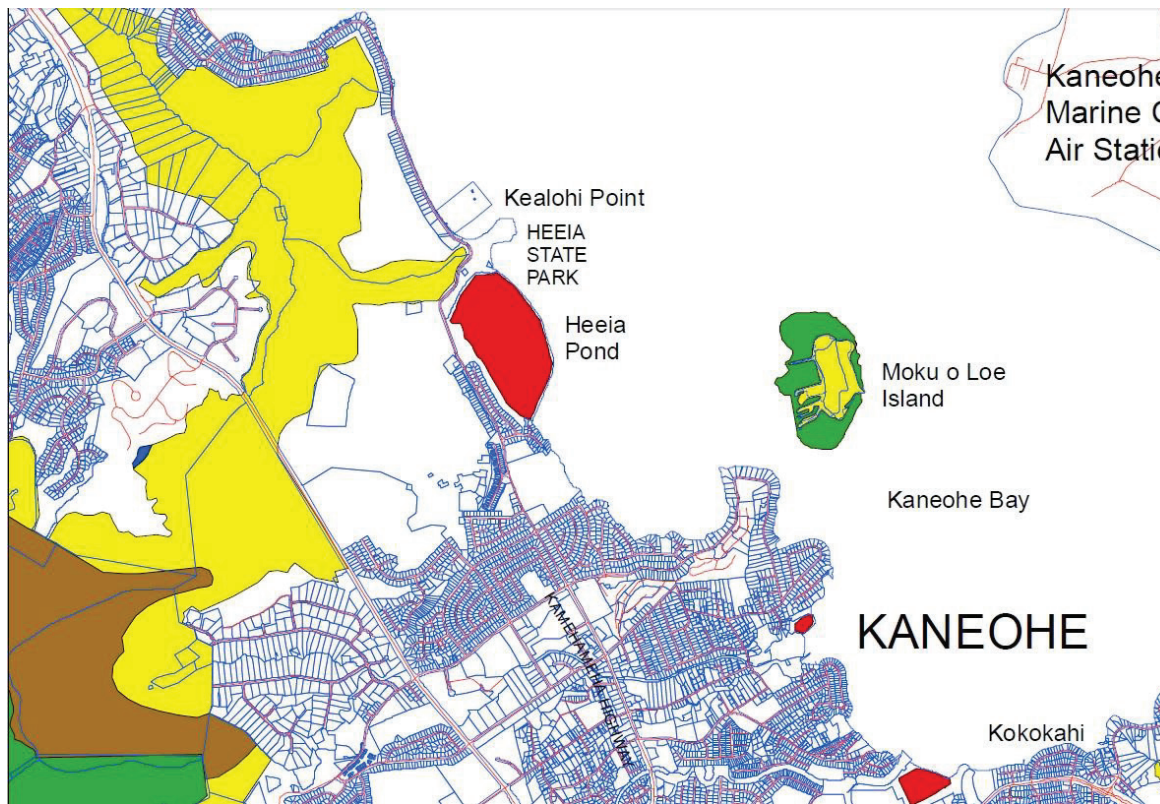 Kaneohe
Marine C
Air Static
Kealohi Point
HEEIA
STATE
PARK
Heeia
Pond
Moku o Loe
Island
Kaneohe Bay
KANEOHE
KAMEHAMEHA HIGHWAY
Kokokahi